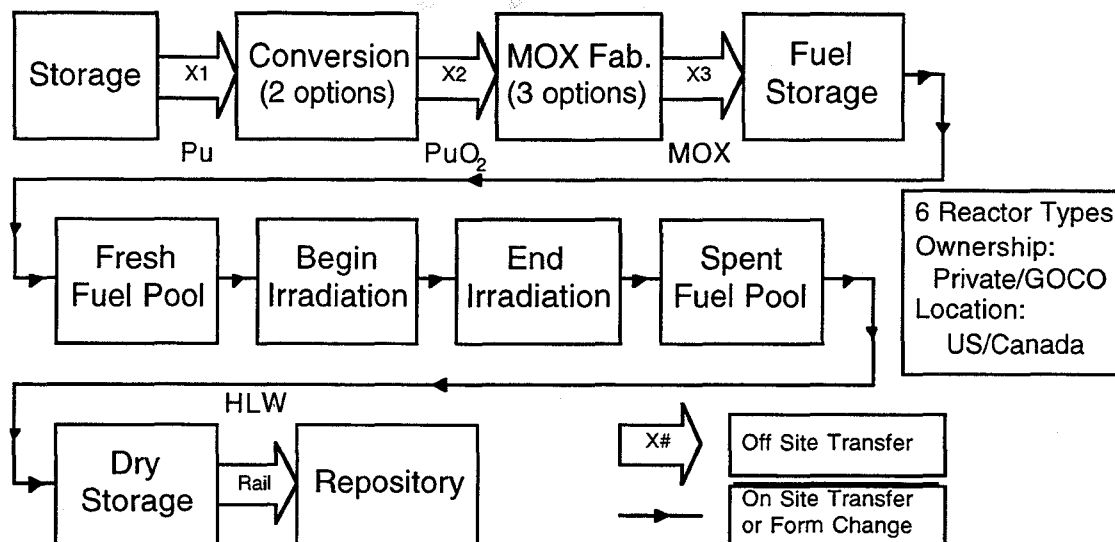 Storage
X1
Conversion
(2 options)
X2
MOX Fab.
(3 options)
X3
Fuel
Storage
Pu
PuO₂
MOX
Fresh
Fuel Pool
Begin
Irradiation
End
Irradiation
Spent
Fuel Pool
6 Reactor Types
Ownership:
Private/GOCO
Location:
US/Canada
HLW
Dry
Storage
Rail
Repository
X#
Off Site Transfer
On Site Transfer
or Form Change